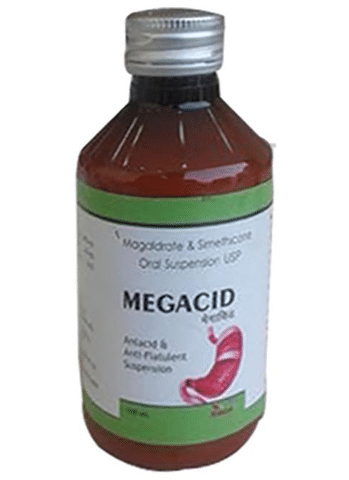 Magaldrate & Simethicone
Oral Suspension USP
MEGACID
मेगासिड
Antacid &
Anti-Flatulent
Suspension